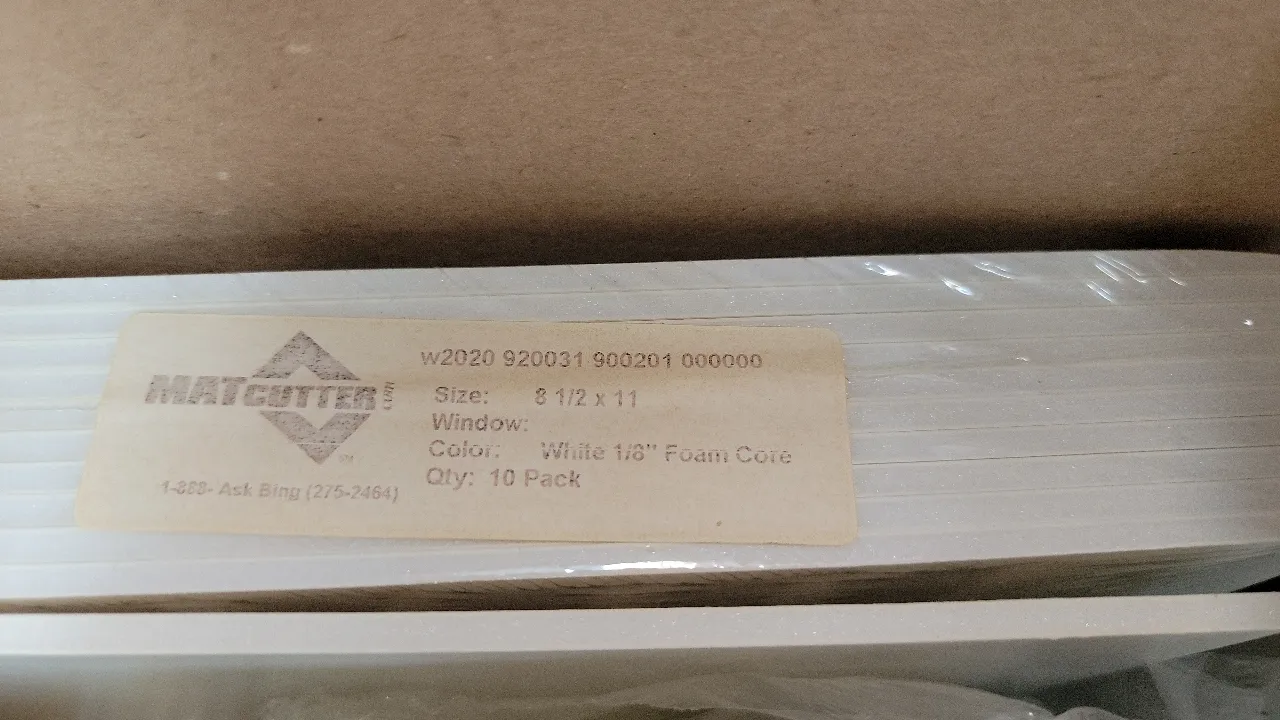 MATCUTTER.com
SM
1-888- Ask Bing (275-2464)
w2020 920031 900201 000000
Size: 8 1/2 x 11
Window:
Color: White 1/8" Foam Core
Qty: 10 Pack